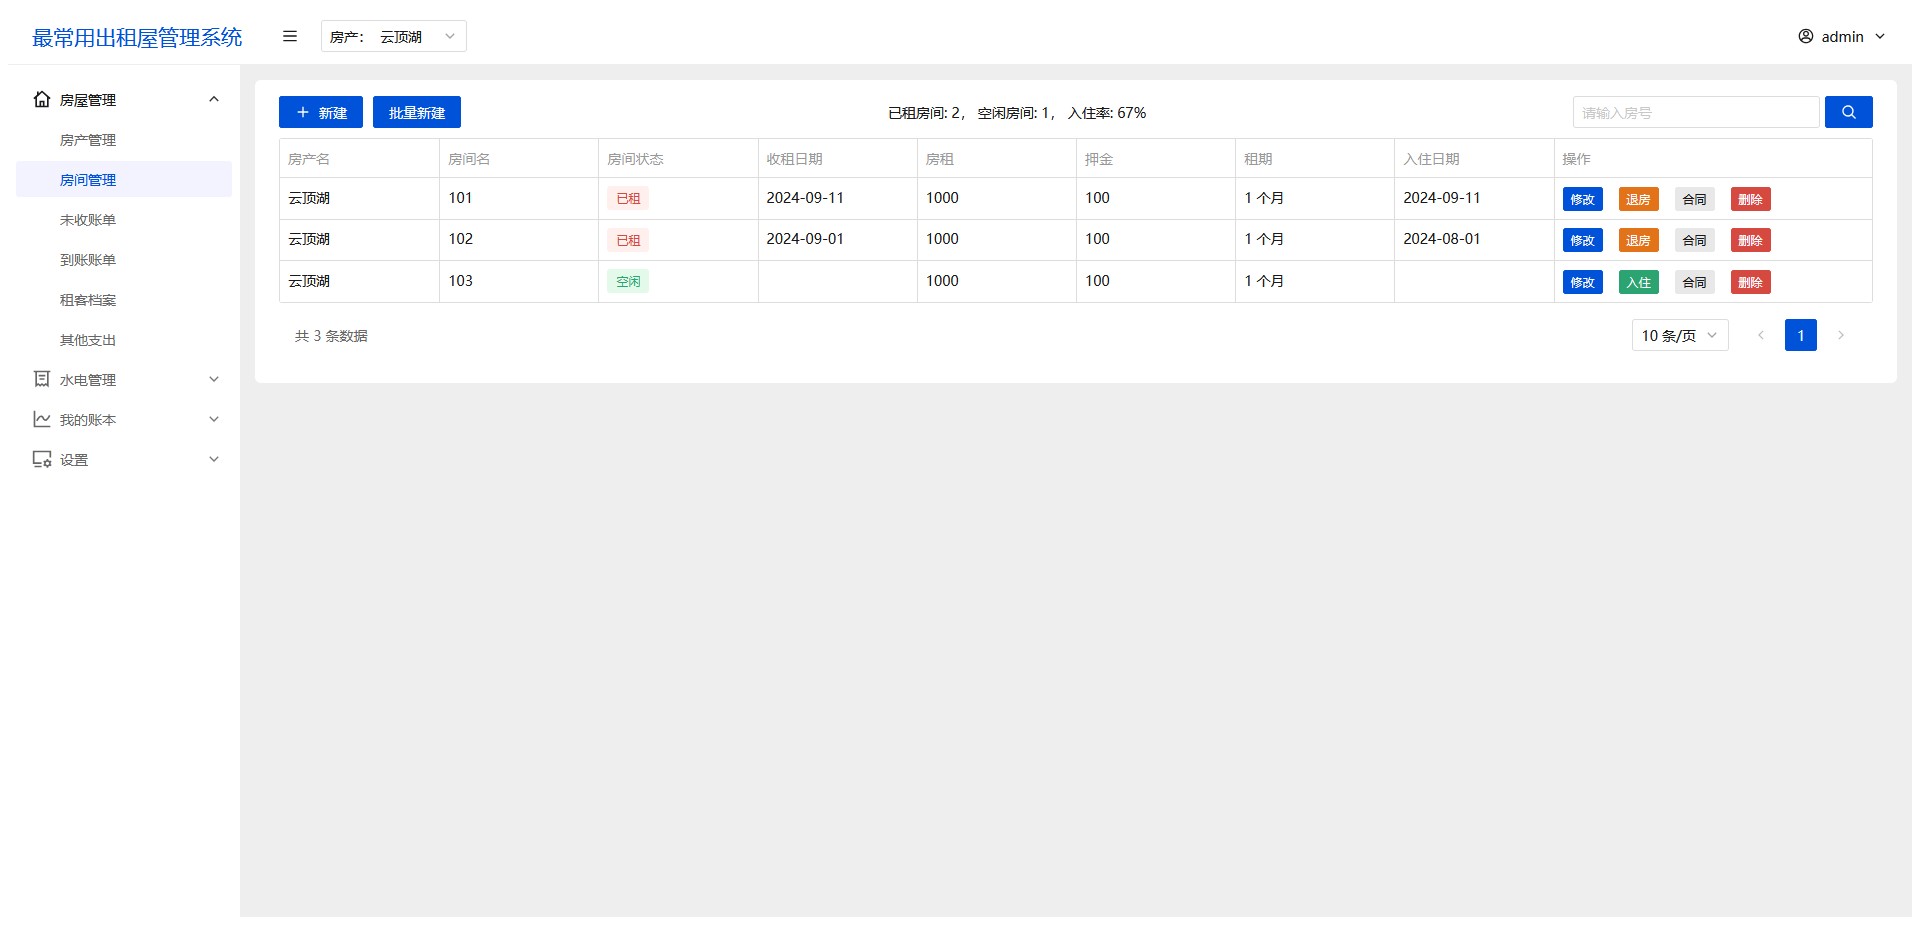 最常用出租屋管理系统
房产： 云顶湖
admin
房屋管理
房产管理
房间管理
未收账单
到账账单
租客档案
其他支出
水电管理
我的账本
设置
新建 批量新建 已租房间: 2， 空闲房间: 1， 入住率: 67% 请输入房号
房产名 房间名 房间状态 收租日期 房租 押金 租期 入住日期 操作
云顶湖 101 已租 2024-09-11 1000 100 1 个月 2024-09-11 修改 退房 合同 删除
云顶湖 102 已租 2024-09-01 1000 100 1 个月 2024-08-01 修改 退房 合同 删除
云顶湖 103 空闲 1000 100 1 个月 修改 入住 合同 删除
共 3 条数据 10 条/页 1